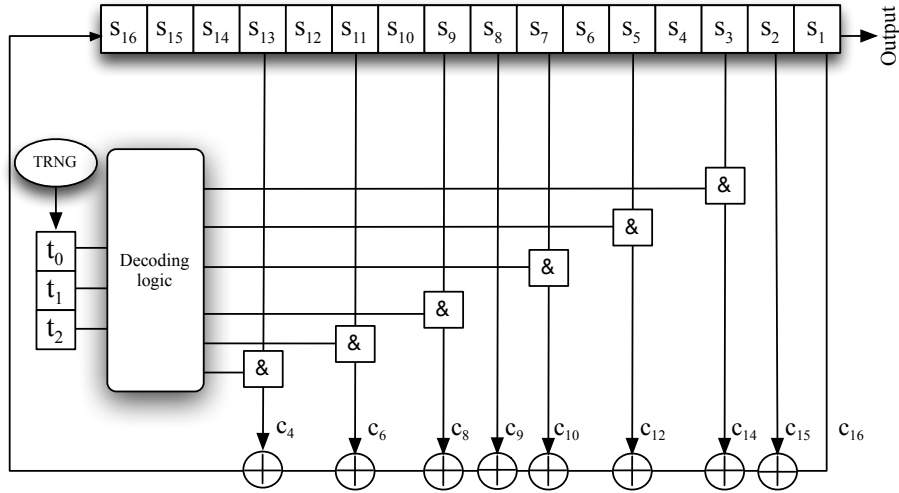 S₁₆ S₁₅ S₁₄ S₁₃ S₁₂ S₁₁ S₁₀ S₉ S₈ S₇ S₆ S₅ S₄ S₃ S₂ S₁ Output
TRNG
&
&
t₀ Decoding logic &
t₁ &
t₂ &
&
c₄ c₆ c₈ c₉ c₁₀ c₁₂ c₁₄ c₁₅ c₁₆